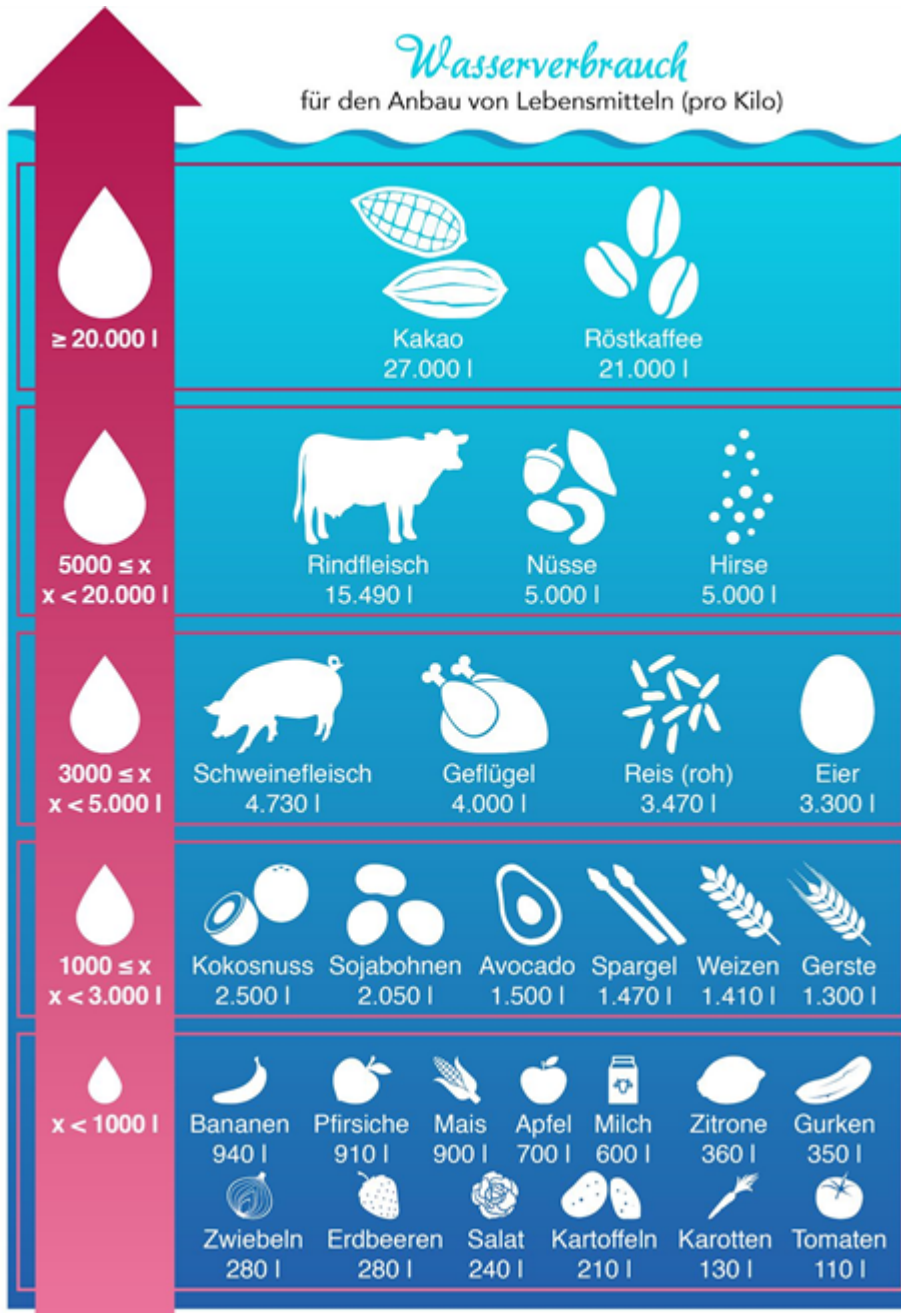 Wasserverbrauch
für den Anbau von Lebensmitteln (pro Kilo)
≥ 20.000 l
Kakao
27.000 l
Röstkaffee
21.000 l
5000 ≤ x
x < 20.000 l
Rindfleisch
15.490 l
Nüsse
5.000 l
Hirse
5.000 l
3000 ≤ x
x < 5.000 l
Schweinefleisch
4.730 l
Geflügel
4.000 l
Reis (roh)
3.470 l
Eier
3.300 l
1000 ≤ x
x < 3.000 l
Kokosnuss
2.500 l
Sojabohnen
2.050 l
Avocado
1.500 l
Spargel
1.470 l
Weizen
1.410 l
Gerste
1.300 l
x < 1000 l
Bananen
940 l
Pfirsiche
910 l
Mais
900 l
Apfel
700 l
Milch
600 l
Zitrone
360 l
Gurken
350 l
Zwiebeln
280 l
Erdbeeren
280 l
Salat
240 l
Kartoffeln
210 l
Karotten
130 l
Tomaten
110 l